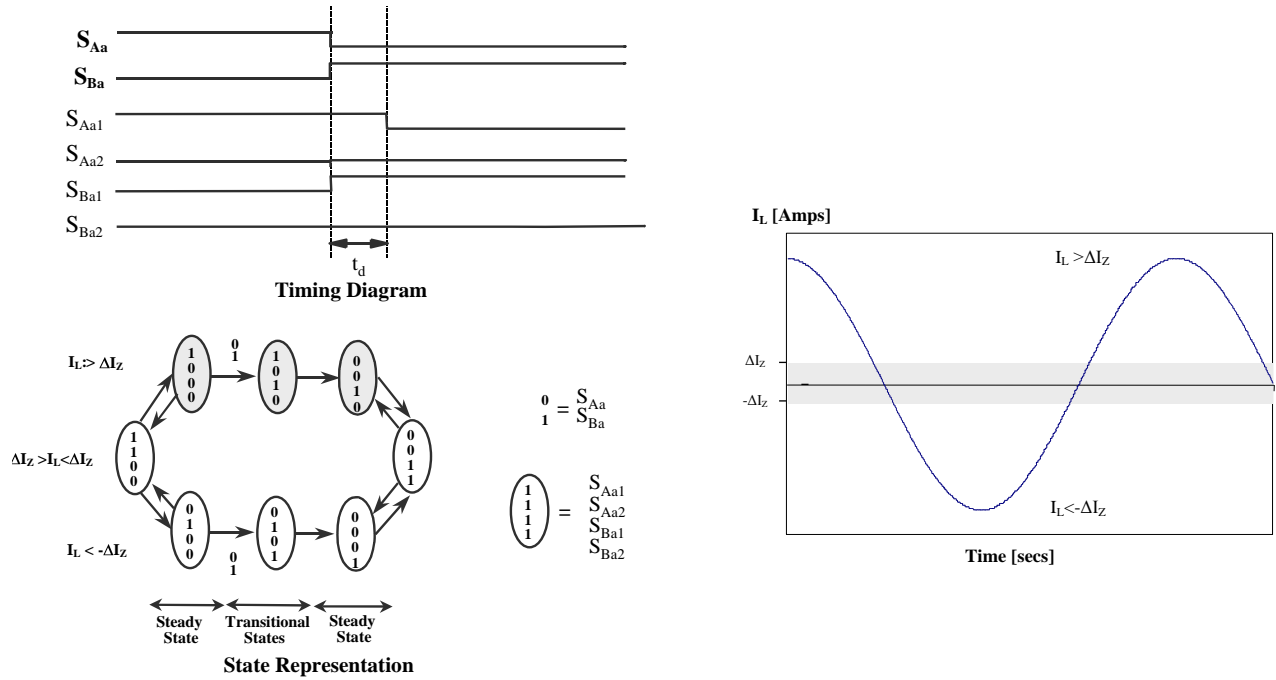 S_Aa
S_Ba
S_Aa1
S_Aa2
S_Ba1
S_Ba2
t_d
Timing Diagram
I_L:> ΔI_Z
ΔI_Z >I_L<ΔI_Z
I_L < -ΔI_Z
1
0
0
0
0
1
1
0
1
0
0
0
1
0
1
1
0
0
0
0
1
1
0
1
0
0
0
1
0
1
0
1
0
0
0
1
0
1 = S_Aa
S_Ba
1
1
1
1
=
S_Aa1
S_Aa2
S_Ba1
S_Ba2
Steady
State
Transitional
States
Steady
State
State Representation
I_L [Amps]
I_L >ΔI_Z
ΔI_Z
-ΔI_Z
I_L<-ΔI_Z
Time [secs]